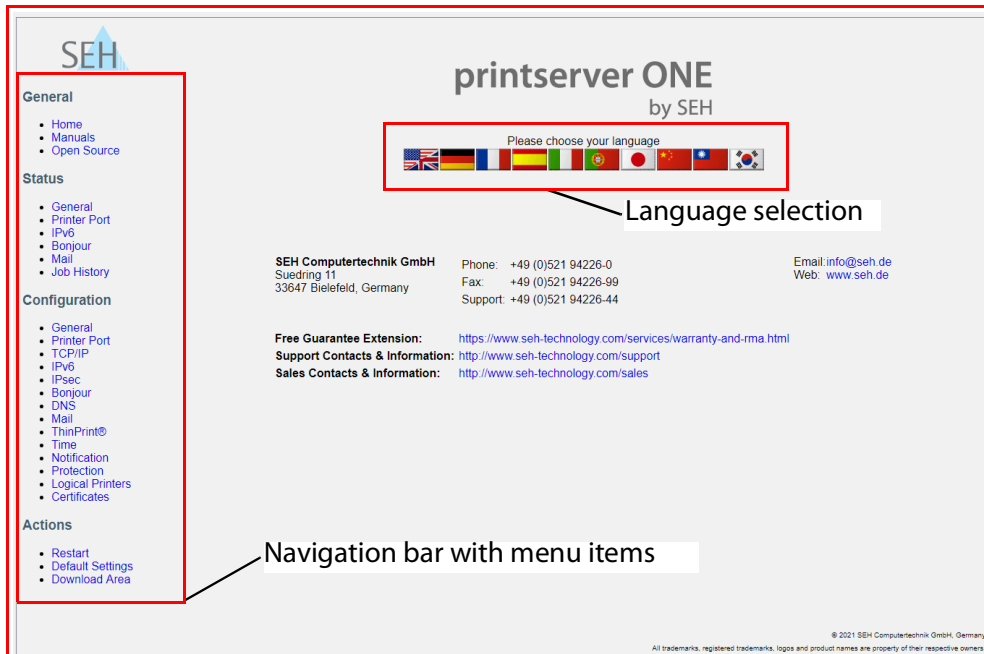 SEH
printserver ONE
by SEH
General
Home
Manuals
Open Source
Status
General
Printer Port
IPv6
Bonjour
Mail
Job History
Configuration
General
Printer Port
TCP/IP
IPv6
IPsec
Bonjour
DNS
Mail
ThinPrint®
Time
Notification
Protection
Logical Printers
Certificates
Actions
Restart
Default Settings
Download Area
Please choose your language
Language selection
SEH Computertechnik GmbH
Suedring 11
33647 Bielefeld, Germany
Phone: +49 (0)521 94226-0
Fax: +49 (0)521 94226-99
Support: +49 (0)521 94226-44
Email:info@seh.de
Web: www.seh.de
Free Guarantee Extension: https://www.seh-technology.com/services/warranty-and-rma.html
Support Contacts & Information: http://www.seh-technology.com/support
Sales Contacts & Information: http://www.seh-technology.com/sales
Navigation bar with menu items
© 2021 SEH Computertechnik GmbH, Germany
All trademarks, registered trademarks, logos and product names are property of their respective owners